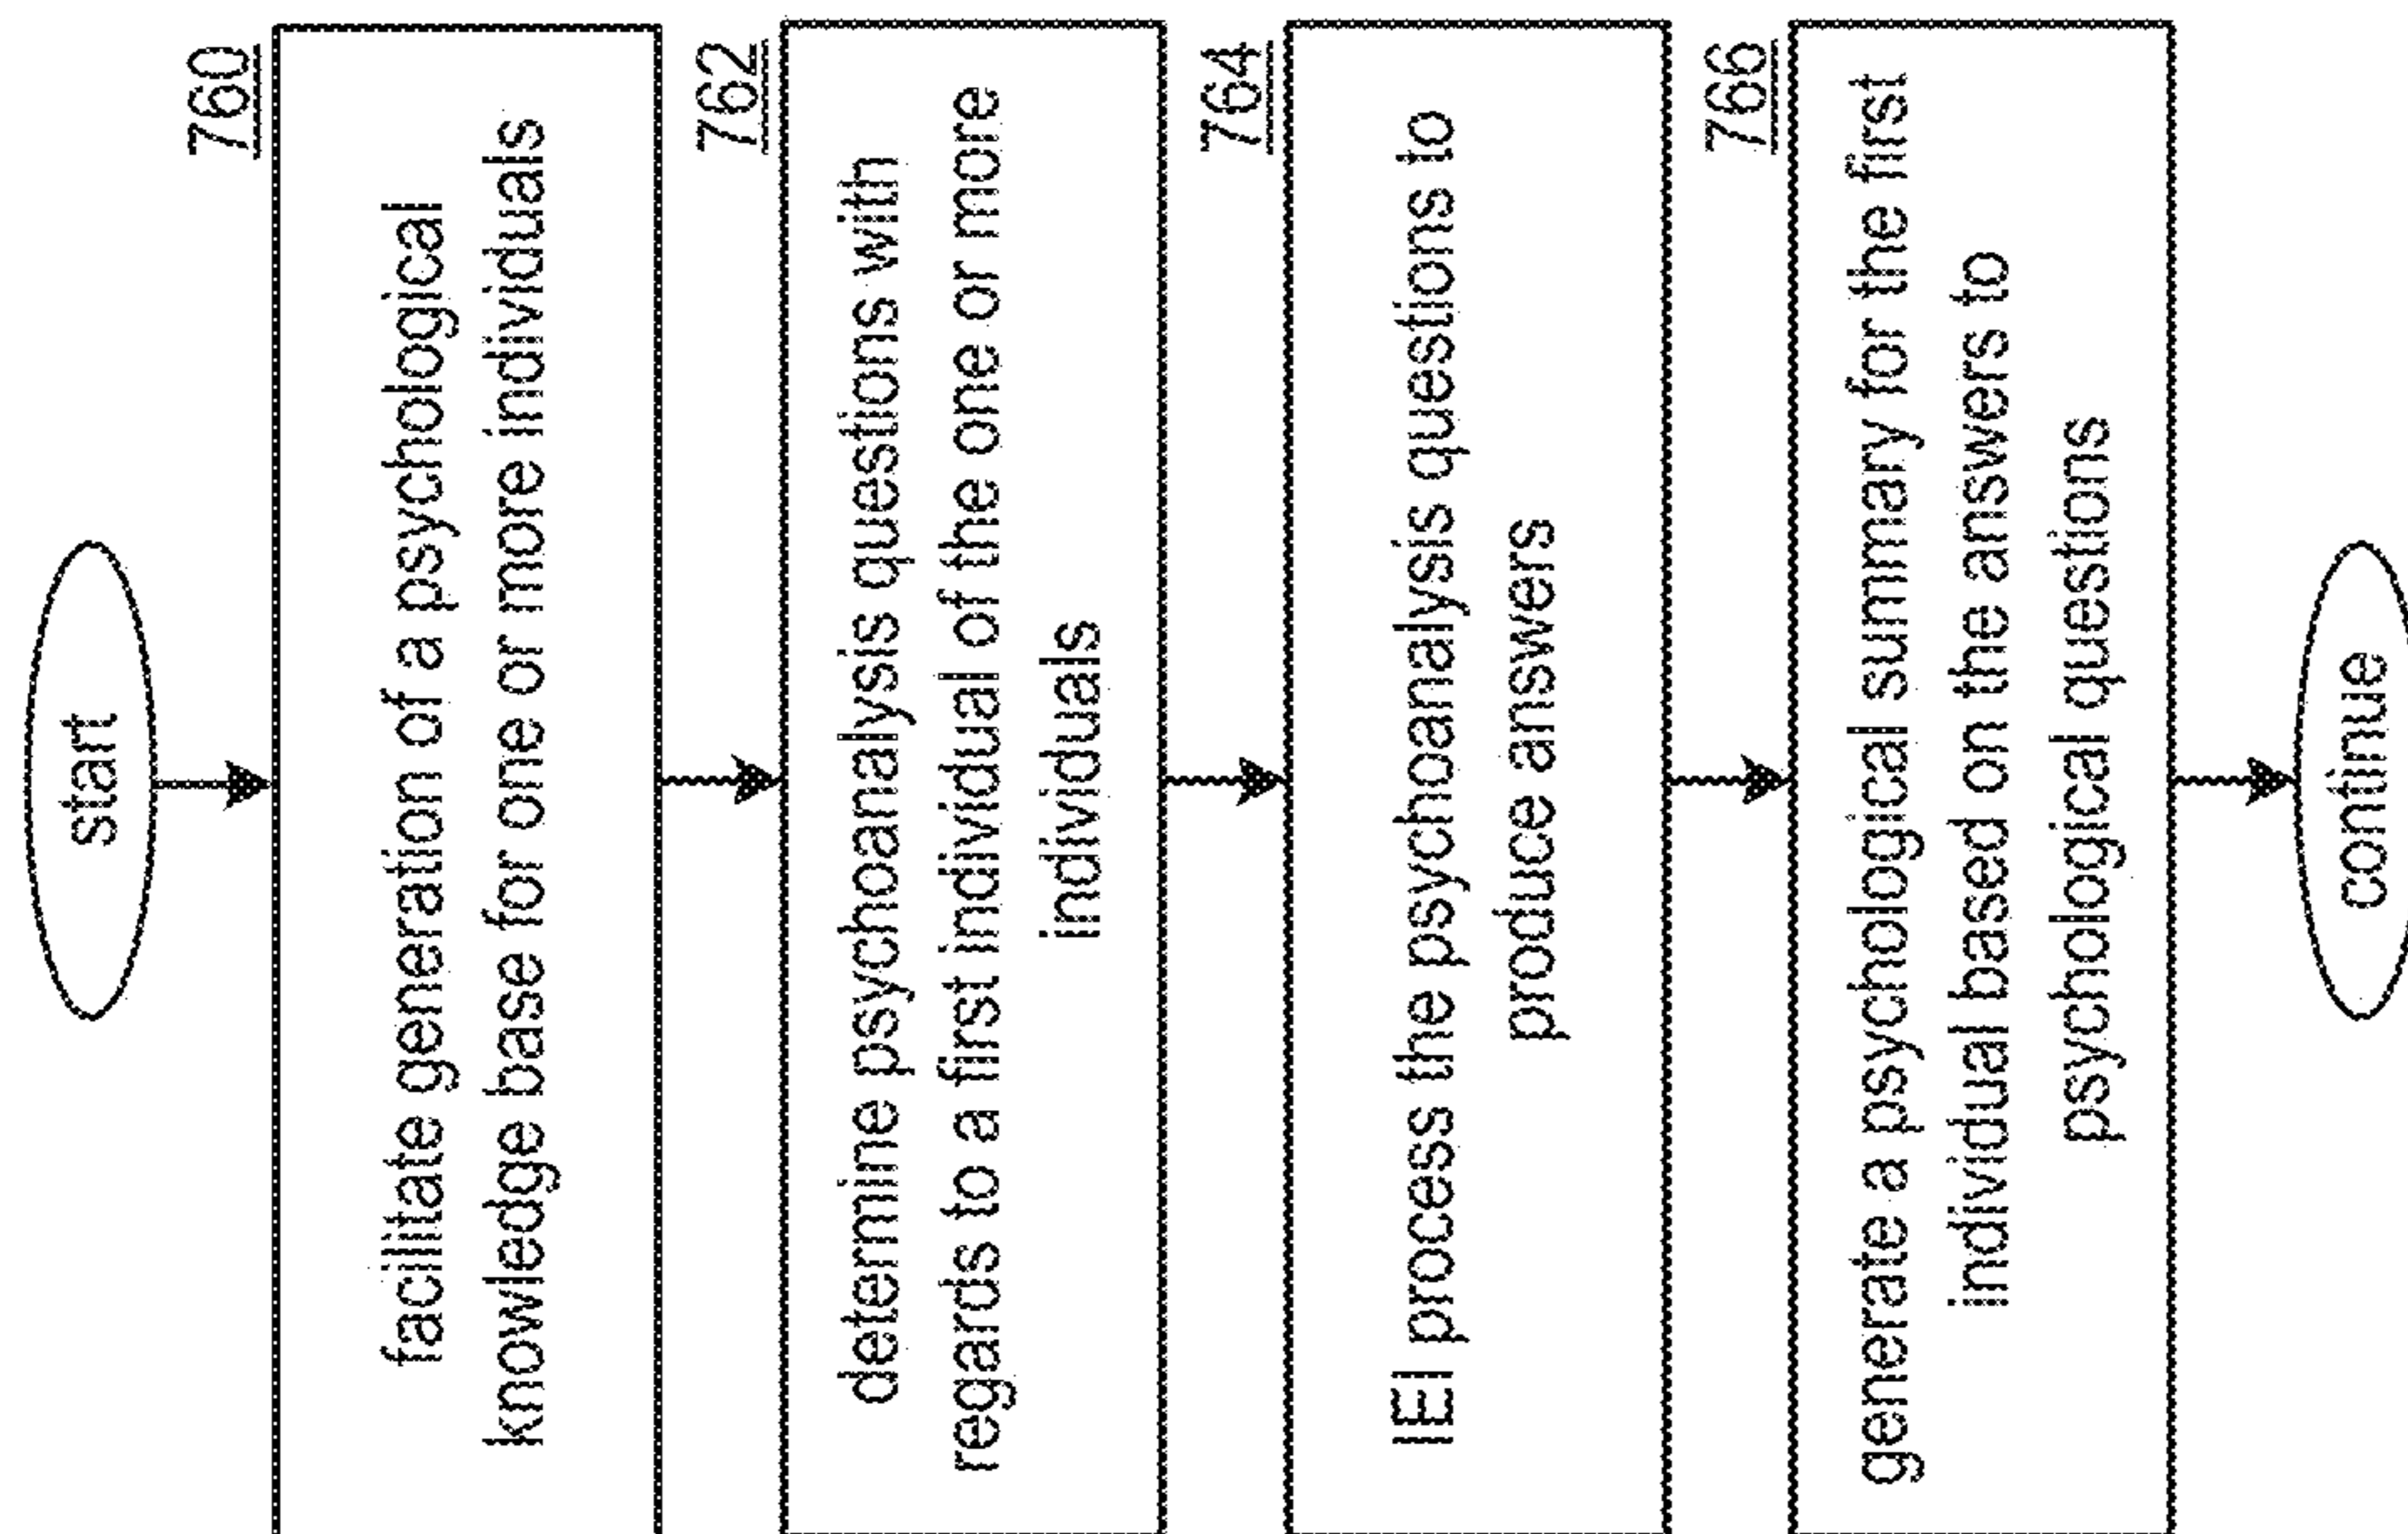 start
760
facilitate generation of a psychological
knowledge base for one or more individuals
762
determine psychoanalysis questions with
regards to a first individual of the one or more
individuals
764
IEI process the psychoanalysis questions to
produce answers
766
generate a psychological summary for the first
individual based on the answers to
psychological questions
continue